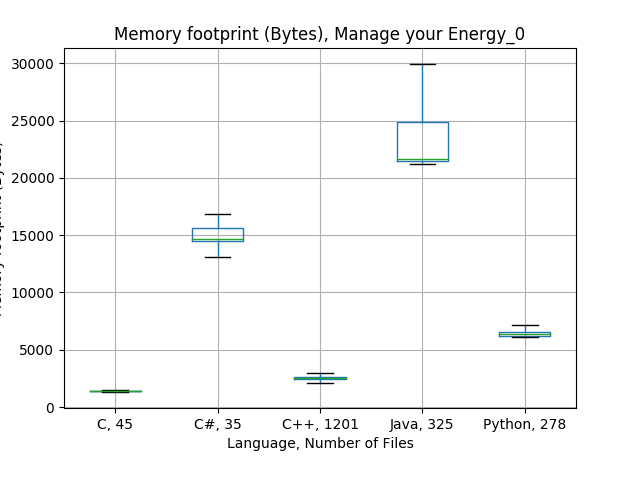 Memory footprint (Bytes), Manage your Energy_0
30000
25000
20000
15000
10000
5000
0
C, 45
C#, 35
C++, 1201
Java, 325
Python, 278
Language, Number of Files